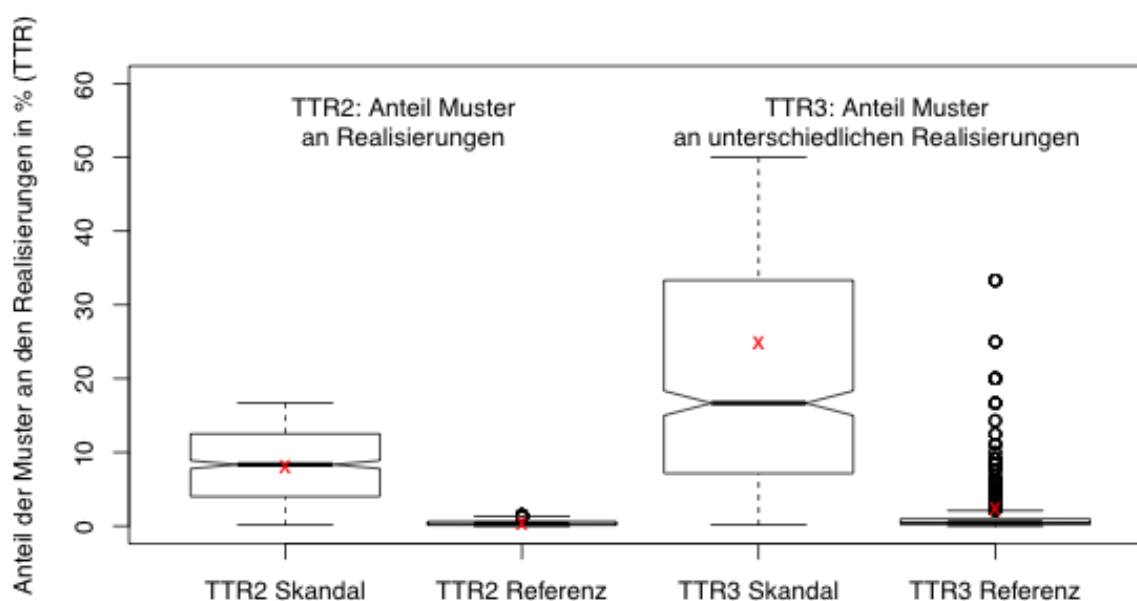 Anteil der Muster an den Realisierungen in % (TTR)
60
50
40
30
20
10
0
TTR2: Anteil Muster
an Realisierungen
TTR3: Anteil Muster
an unterschiedlichen Realisierungen
TTR2 Skandal
TTR2 Referenz
TTR3 Skandal
TTR3 Referenz